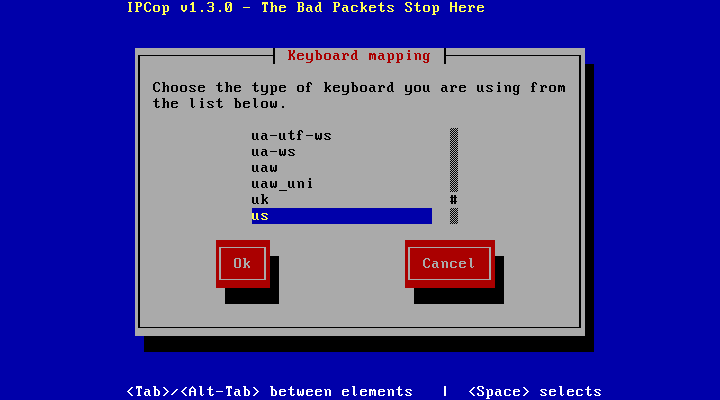 IPCop v1.3.0 - The Bad Packets Stop Here
Keyboard mapping
Choose the type of keyboard you are using from
the list below.
ua-utf-ws
ua-ws
uaw
uaw_uni
uk #
us
Ok Cancel
<Tab>/<Alt-Tab> between elements | <Space> selects